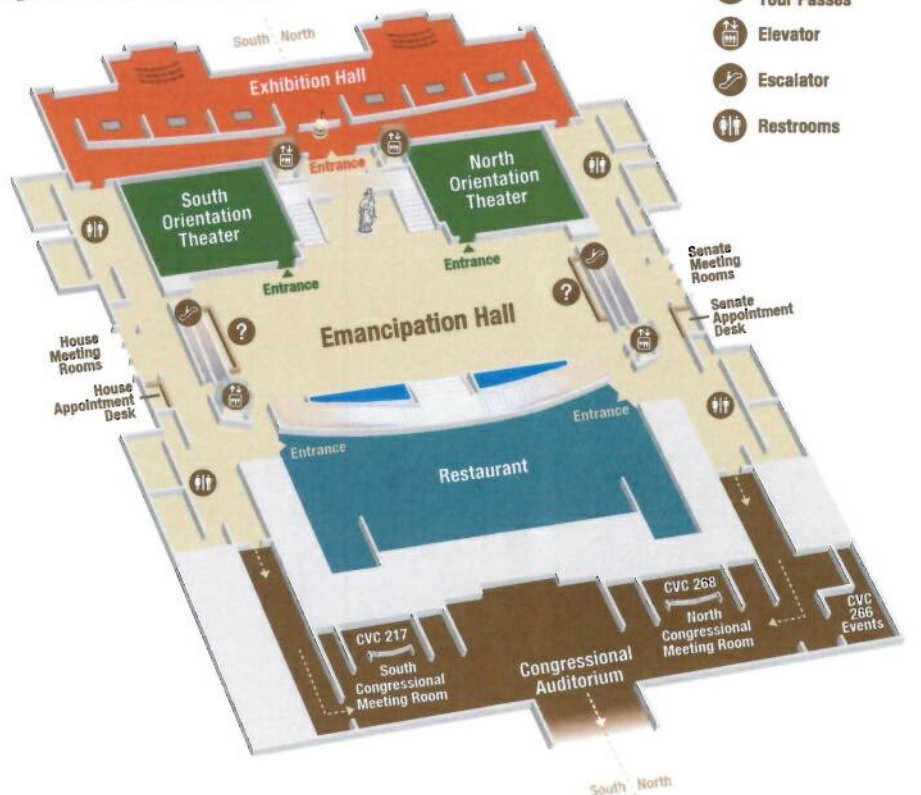 Tour Passes
Elevator
Escalator
Restrooms
South North
Exhibition Hall
Entrance
South
Orientation
Theater
North
Orientation
Theater
Entrance
Entrance
Senate
Meeting
Rooms
?
?
Emancipation Hall
Senate
Appointment
Desk
House
Meeting
Rooms
House
Appointment
Desk
Entrance
Entrance
Restaurant
CVC 217
South
Congressional
Meeting Room
CVC 268
North
Congressional
Meeting Room
CVC
266
Events
Congressional
Auditorium
South North